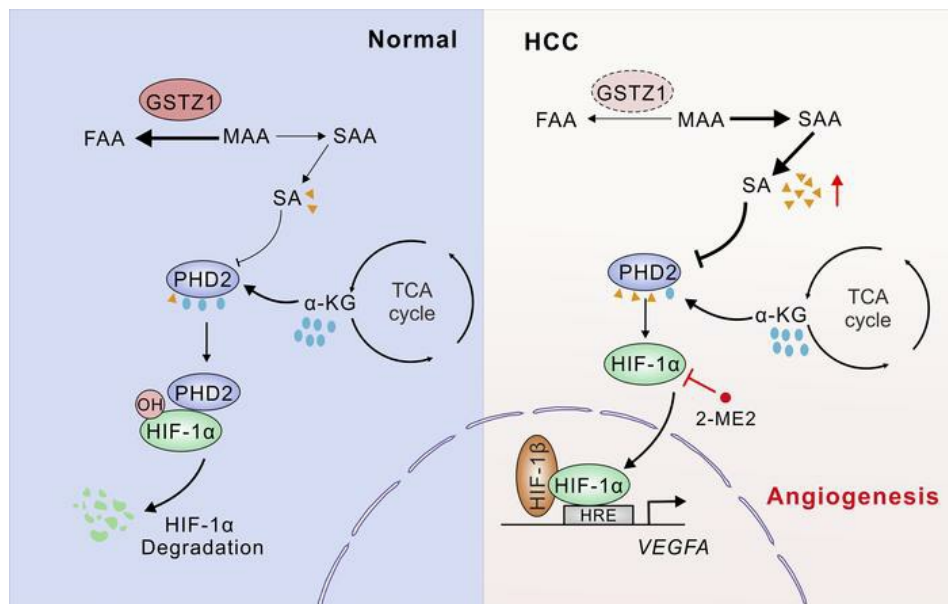 Normal
GSTZ1
FAA
MAA
SAA
SA
PHD2
α-KG
TCA
cycle
PHD2
OH
HIF-1α
HIF-1α
Degradation
HCC
GSTZ1
FAA
MAA
SAA
SA
PHD2
α-KG
TCA
cycle
HIF-1α
2-ME2
HIF-1β
HIF-1α
HRE
VEGFA
Angiogenesis